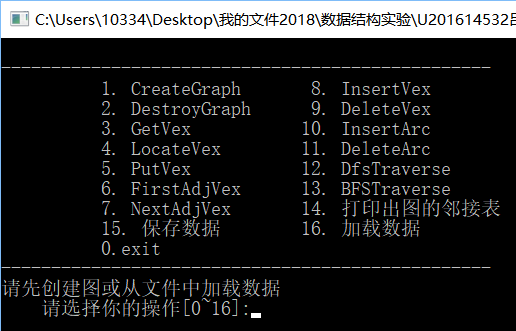 C:\Users\10334\Desktop\我的文件2018\数据结构实验\U201614532
1. CreateGraph 8. InsertVex
2. DestroyGraph 9. DeleteVex
3. GetVex 10. InsertArc
4. LocateVex 11. DeleteArc
5. PutVex 12. DfsTraverse
6. FirstAdjVex 13. BFSTraverse
7. NextAdjVex 14. 打印出图的邻接表
15. 保存数据 16. 加载数据
0.exit
请先创建图或从文件中加载数据
请选择你的操作[0~16]: